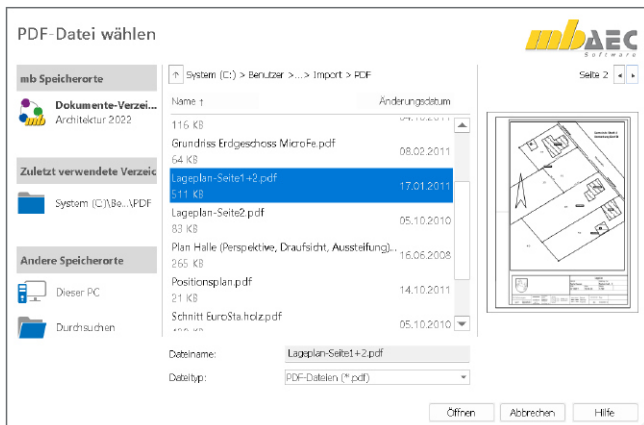 PDF-Datei wählen
mb AEC
Software
mb Speicherorte
Dokumente-Verzei...
Architektur 2022
Zuletzt verwendete Verzeic
System (C:)\Be...\PDF
Andere Speicherorte
Dieser PC
Durchsuchen
System (C:) > Benutzer >...> Import > PDF
Name ↑ Änderungsdatum
116 KB
Grundriss Erdgeschoss MicroFe.pdf 08.02.2011
64 KB
Lageplan-Seite1+2.pdf 17.01.2011
511 KB
Lageplan-Seite2.pdf 05.10.2010
83 KB
Plan Halle (Perspektive, Draufsicht, Aussteifung)... 16.06.2008
265 KB
Positionsplan.pdf 14.10.2011
21 KB
Schnitt EuroSta.holz.pdf 05.10.2010
Seite 2
Dateiname: Lageplan-Seite1+2.pdf
Dateityp: PDF-Dateien (*.pdf)
Öffnen Abbrechen Hilfe